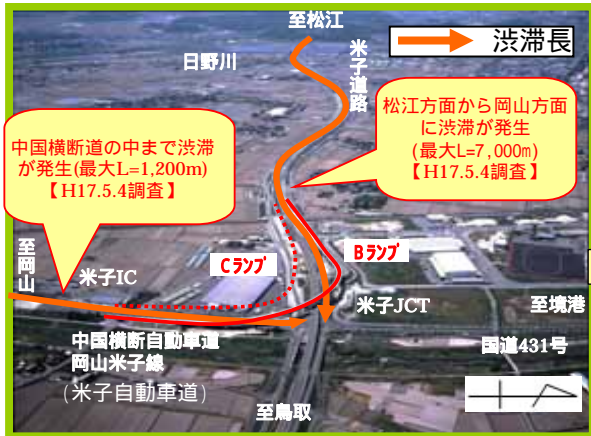 至松江
渋滞長
日野川
米子道路
松江方面から岡山方面
に渋滞が発生
(最大L=7,000m)
【H17.5.4調査】
中国横断道の中まで渋滞
が発生(最大L=1,200m)
【H17.5.4調査】
至岡山
米子IC
Cランプ
Bランプ
米子JCT
至境港
中国横断自動車道
岡山米子線
(米子自動車道)
国道431号
至鳥取